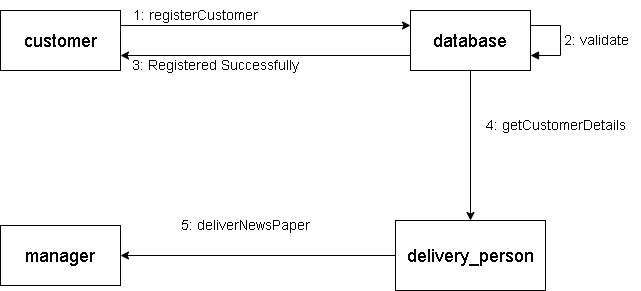 1: registerCustomer
customer
database
2: validate
3: Registered Successfully
4: getCustomerDetails
5: deliverNewsPaper
manager
delivery_person